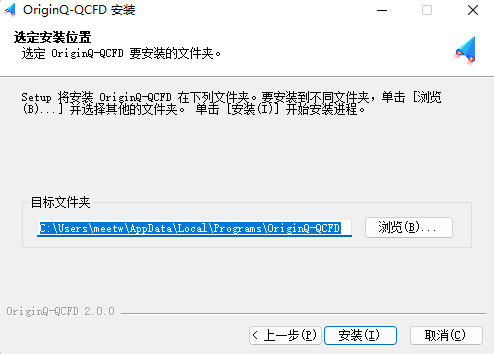 OriginQ-QCFD 安装
选定安装位置
选定 OriginQ-QCFD 要安装的文件夹。
Setup 将安装 OriginQ-QCFD 在下列文件夹。要安装到不同文件夹，单击 [浏览
(B)...] 并选择其他的文件夹。 单击 [安装(I)] 开始安装进程。
目标文件夹
C:\Users\meetw\AppData\Local\Programs\OriginQ-QCFD
浏览(B)...
OriginQ-QCFD 2.0.0
< 上一步(P)
安装(I)
取消(C)